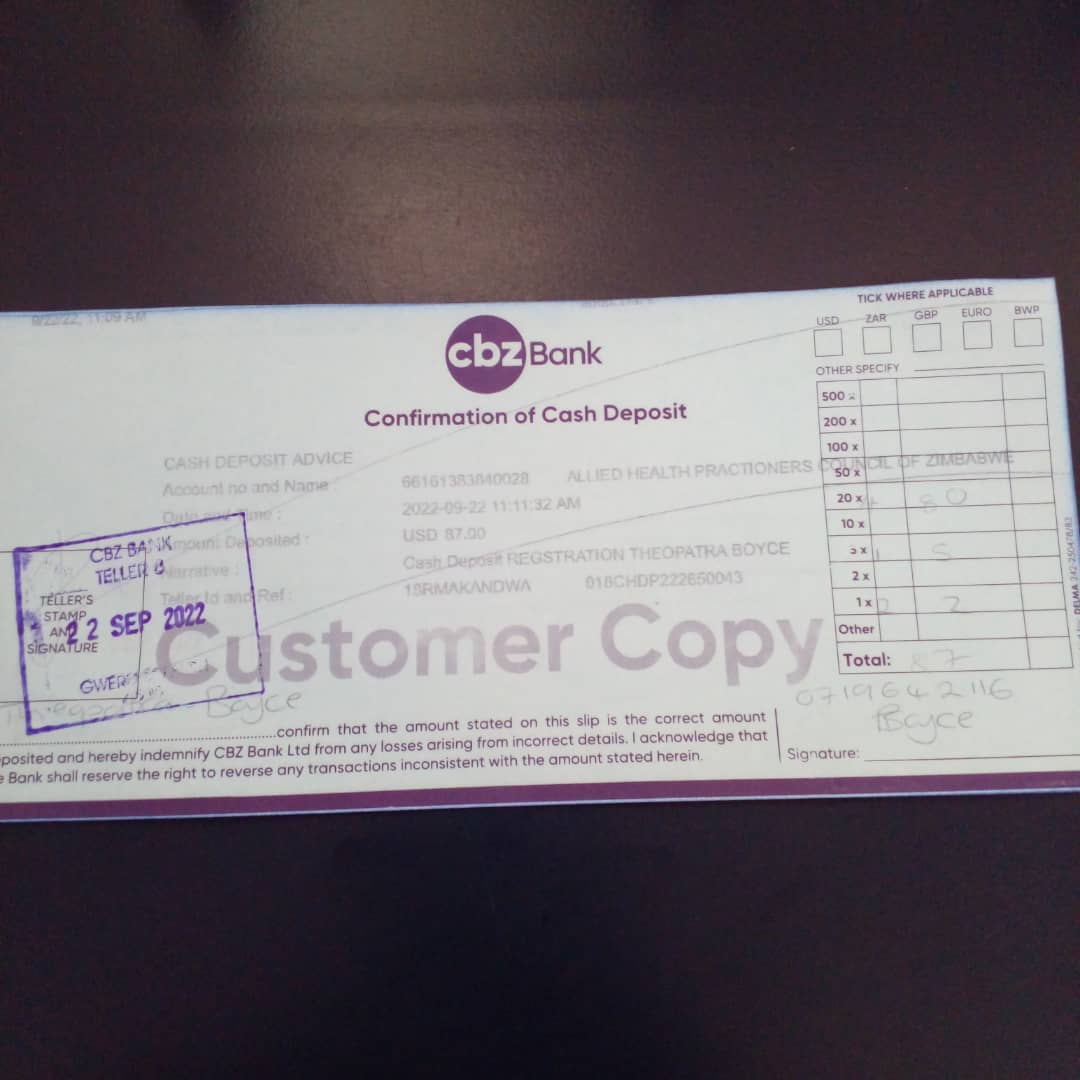 9/22/22, 11:09 AM
cbz Bank
Confirmation of Cash Deposit
TICK WHERE APPLICABLE
USD ZAR GBP EURO BWP
OTHER SPECIFY
CASH DEPOSIT ADVICE
Account no and Name : 66161383840028 ALLIED HEALTH PRACTIONERS COUNCIL OF ZIMBABWE
Date and Time : 2022-09-22 11:11:32 AM
Amount Deposited : USD 87.00
Narrative : Cash Deposit REGSTRATION THEOPATRA BOYCE
Teller Id and Ref : 18RMAKANDWA
500 x
200 x
100 x
50 x
20 x 4 80
10 x
5 x 1 5
2 x
1 x 2 2
Other
Total: 87
CBZ BANK
TELLER
TELLER'S
STAMP
AND
SIGNATURE
22 SEP 2022
Customer Copy
Boyce
confirm that the amount stated on this slip is the correct amount
posited and hereby indemnify CBZ Bank Ltd from any losses arising from incorrect details. I acknowledge that
e Bank shall reserve the right to reverse any transactions inconsistent with the amount stated herein.
0719642116
Boyce
Signature:
DELMA 242-250478/83